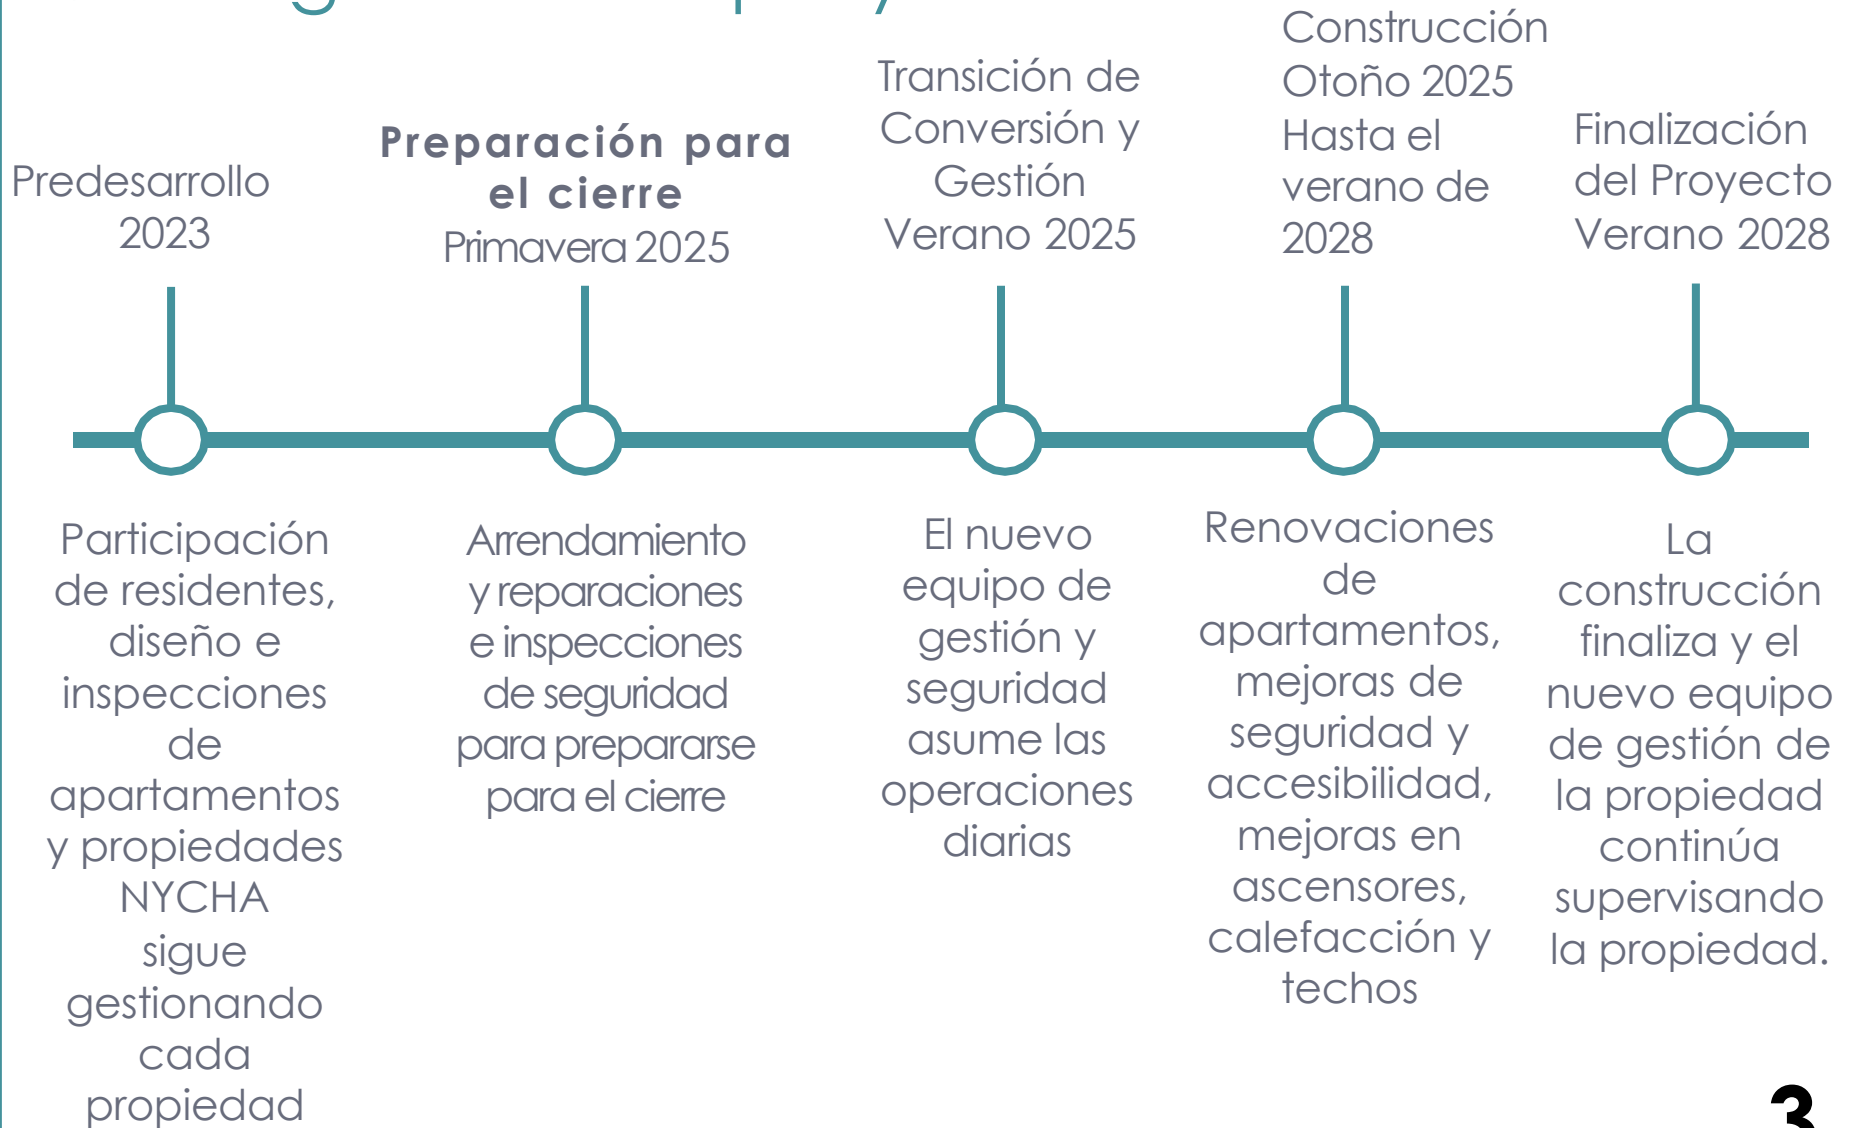 Predesarrollo
2023
Preparación para
el cierre
Primavera 2025
Transición de
Conversión y
Gestión
Verano 2025
Construcción
Otoño 2025
Hasta el
verano de
2028
Finalización
del Proyecto
Verano 2028
Participación
de residentes,
diseño e
inspecciones
de
apartamentos
y propiedades
NYCHA
sigue
gestionando
cada
propiedad
Arrendamiento
y reparaciones
e inspecciones
de seguridad
para prepararse
para el cierre
El nuevo
equipo de
gestión y
seguridad
asume las
operaciones
diarias
Renovaciones
de
apartamentos,
mejoras de
seguridad y
accesibilidad,
mejoras en
ascensores,
calefacción y
techos
La
construcción
finaliza y el
nuevo equipo
de gestión de
la propiedad
continúa
supervisando
la propiedad.
3